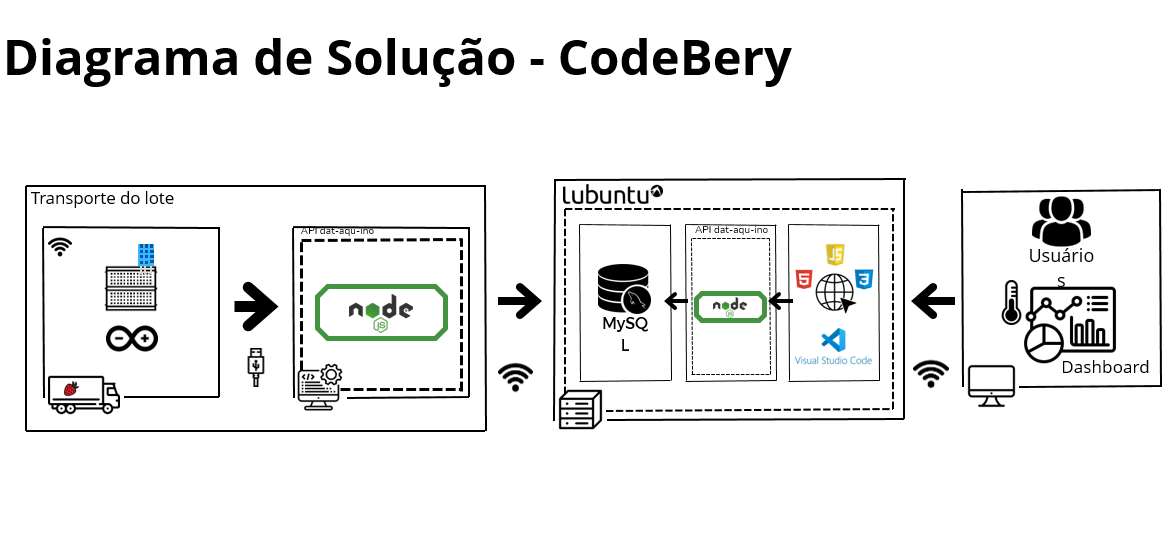 Diagrama de Solução - CodeBery
Transporte do lote
API dat-aqu-ino
node
JS
lubuntu
API dat-aqu-ino
MySQ
L
node
JS
JS
5
3
Visual Studio Code
Usuário
s
Dashboard